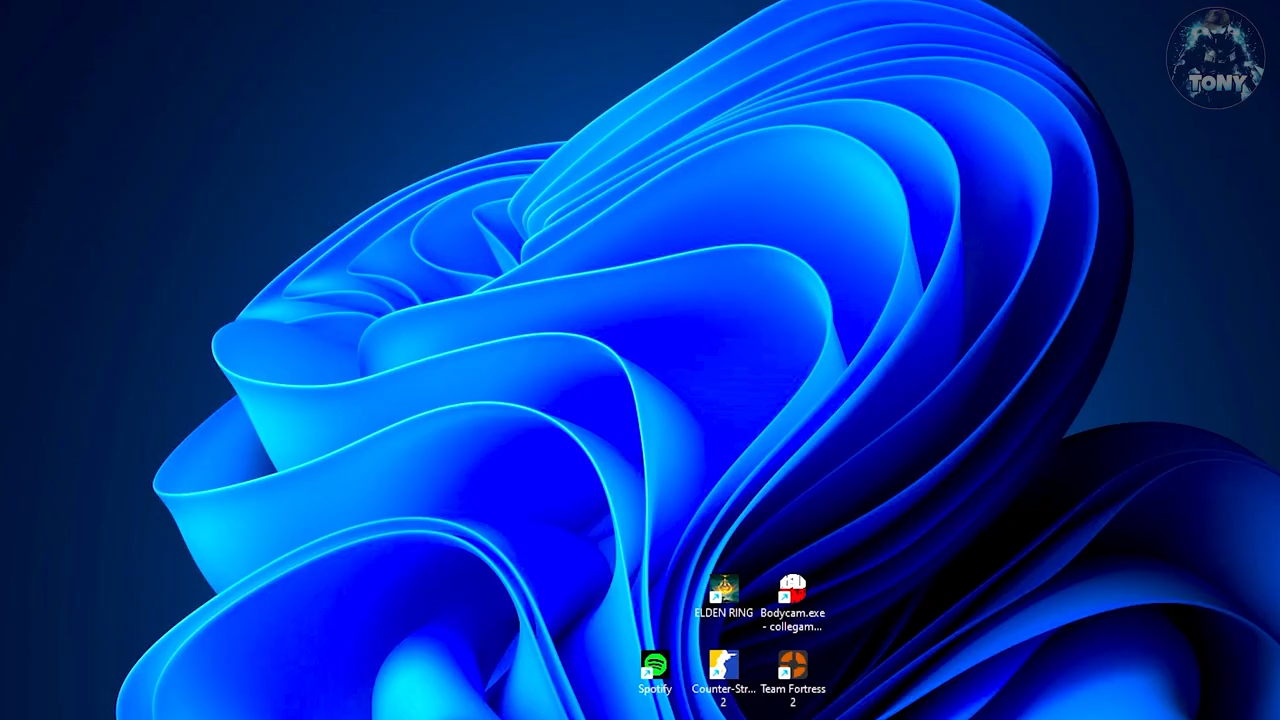 TONY
ELDEN RING
Bodycam.exe
- collegam...
Spotify
Counter-Str...
2
Team Fortress
2